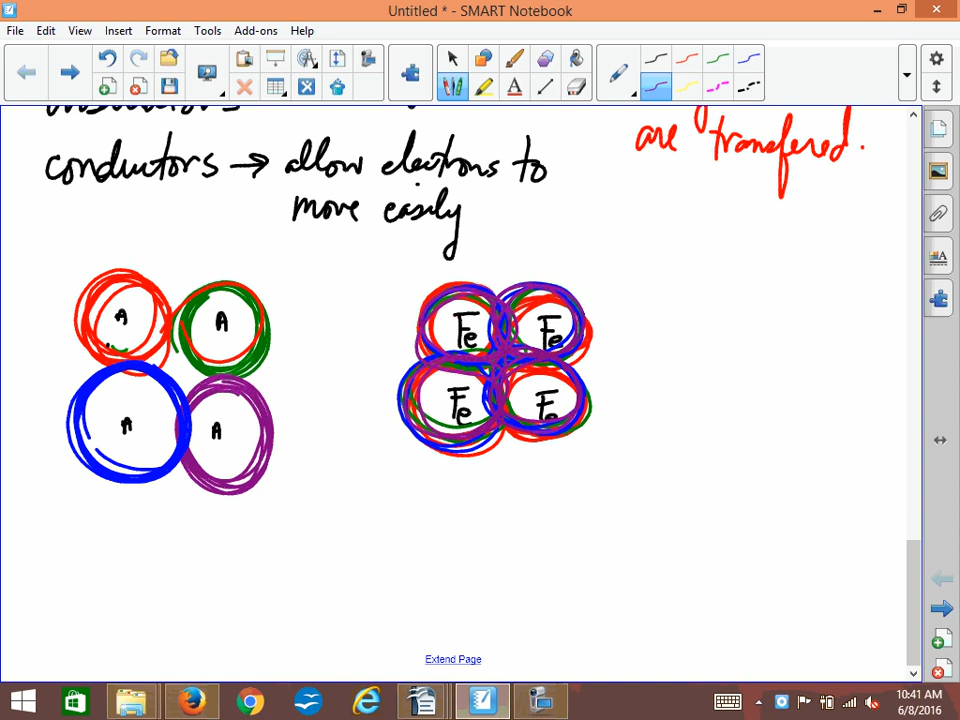 Untitled * - SMART Notebook
File Edit View Insert Format Tools Add-ons Help
conductors → allow electrons to
move easily
are transfered.
A A
A A
Fe Fe
Fe Fe
Extend Page
10:41 AM
6/8/2016